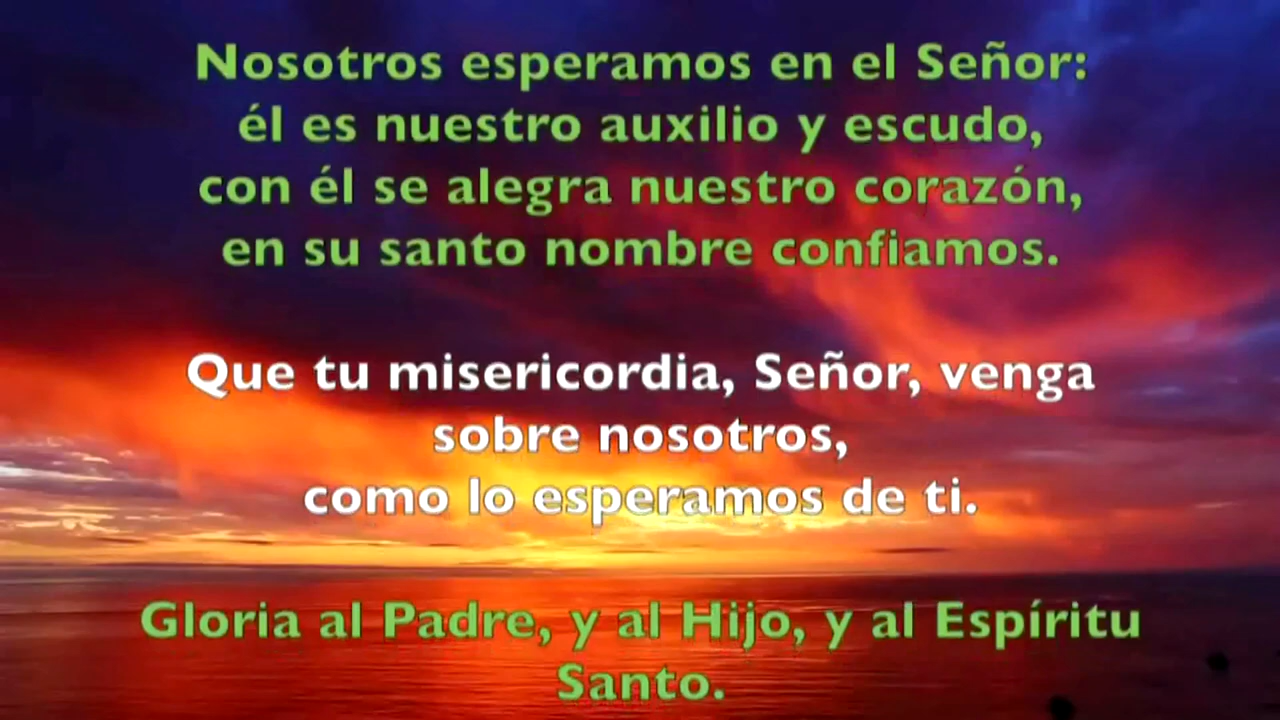 Nosotros esperamos en el Señor:
él es nuestro auxilio y escudo,
con él se alegra nuestro corazón,
en su santo nombre confiamos.
Que tu misericordia, Señor, venga
sobre nosotros,
como lo esperamos de ti.
Gloria al Padre, y al Hijo, y al Espíritu
Santo.